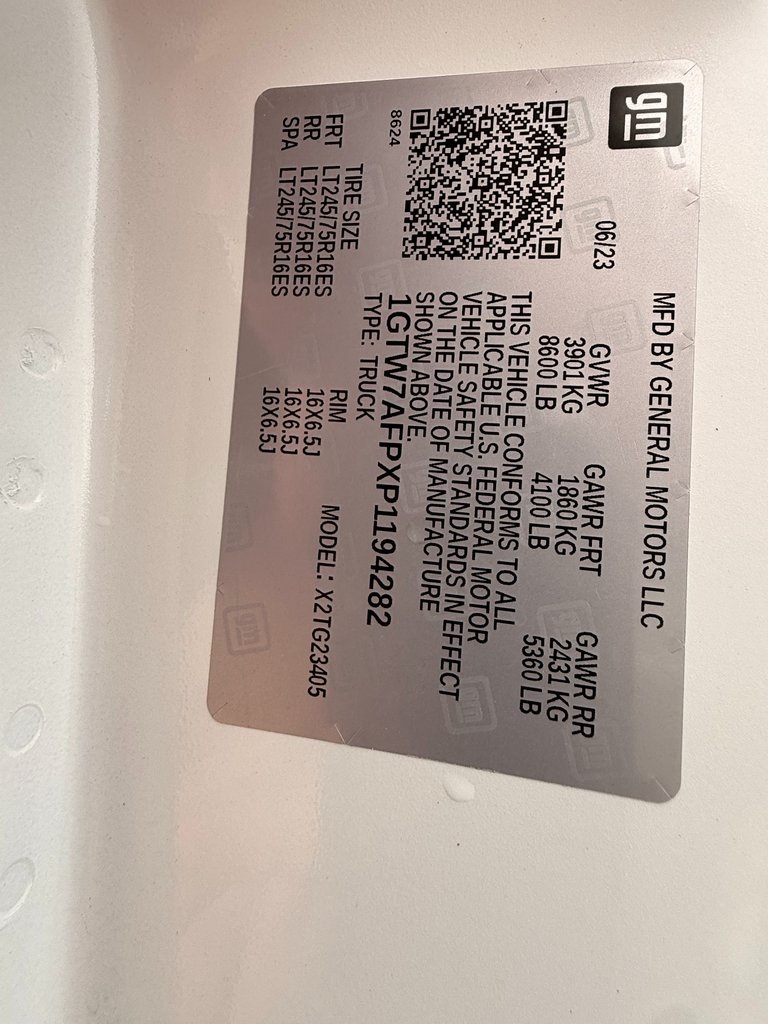 gm
MFD BY GENERAL MOTORS LLC
06/23
GVWR GAWR FRT GAWR RR
3901 KG 1860 KG 2431 KG
8600 LB 4100 LB 5360 LB
THIS VEHICLE CONFORMS TO ALL
APPLICABLE U.S. FEDERAL MOTOR
VEHICLE SAFETY STANDARDS IN EFFECT
ON THE DATE OF MANUFACTURE
SHOWN ABOVE.
8624
1GTW7AFPXP1194282
TYPE: TRUCK
TIRE SIZE RIM MODEL: X2TG23405
FRT LT245/75R16ES 16X6.5J
RR LT245/75R16ES 16X6.5J
SPA LT245/75R16ES 16X6.5J